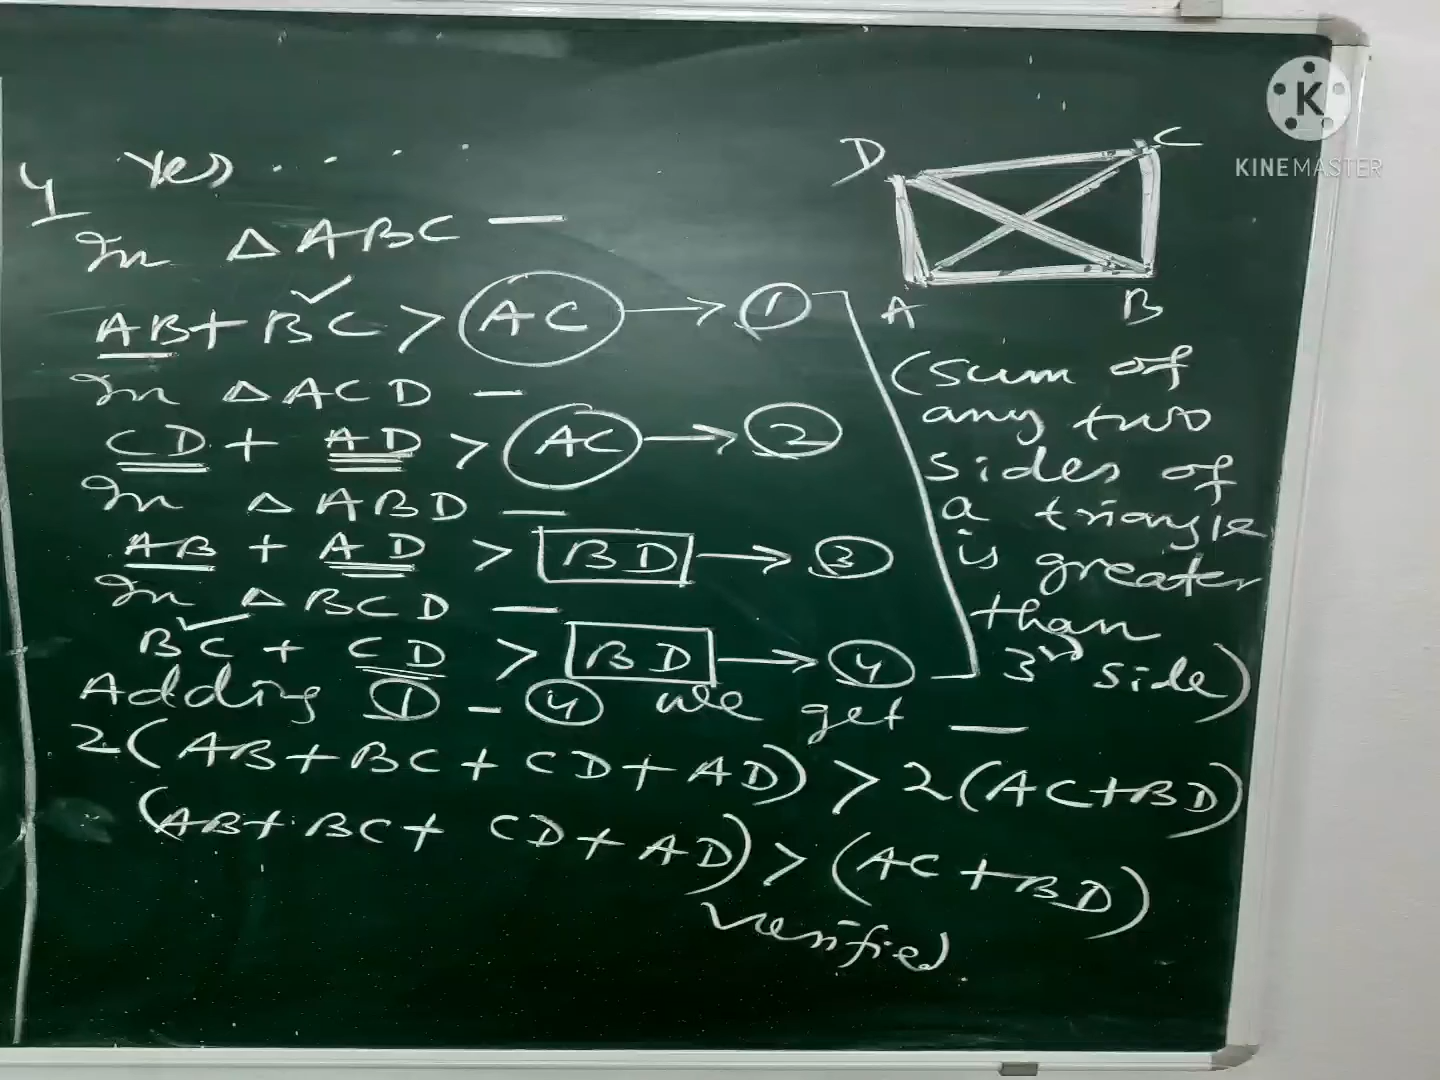 4 Yes.....
In △ABC —
AB + BC > AC → 1
In △ACD —
CD + AD > AC → 2
In △ABD —
AB + AD > BD → 3
In △BCD —
BC + CD > BD → 4
Adding 1 – 4 we get —
2(AB+BC+CD+AD) > 2(AC+BD)
(AB+BC+CD+AD) > (AC+BD)
verified
D C
A B
(sum of
any two
sides of
a triangle
is greater
than
3rd side)
K
KINEMASTER